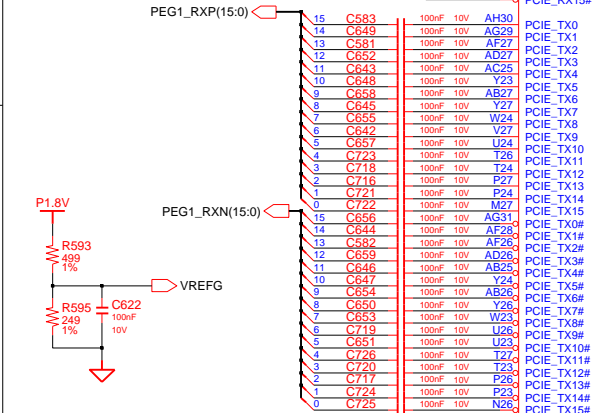 PCIE_RX15#
PEG1_RXP(15:0)
15 C583 100nF 10V AH30 PCIE_TX0
14 C649 100nF 10V AG29 PCIE_TX1
13 C581 100nF 10V AF27 PCIE_TX2
12 C652 100nF 10V AD27 PCIE_TX3
11 C643 100nF 10V AC25 PCIE_TX4
10 C648 100nF 10V Y23 PCIE_TX5
9 C658 100nF 10V AB27 PCIE_TX6
8 C645 100nF 10V Y27 PCIE_TX7
7 C655 100nF 10V W24 PCIE_TX8
6 C642 100nF 10V V27 PCIE_TX9
5 C657 100nF 10V U24 PCIE_TX10
4 C723 100nF 10V T26 PCIE_TX11
3 C718 100nF 10V T24 PCIE_TX12
2 C716 100nF 10V P27 PCIE_TX13
1 C721 100nF 10V P24 PCIE_TX14
0 C722 100nF 10V M27 PCIE_TX15
PEG1_RXN(15:0)
15 C656 100nF 10V AG31 PCIE_TX0#
14 C644 100nF 10V AF28 PCIE_TX1#
13 C582 100nF 10V AF26 PCIE_TX2#
12 C659 100nF 10V AD26 PCIE_TX3#
11 C646 100nF 10V AB25 PCIE_TX4#
10 C647 100nF 10V Y24 PCIE_TX5#
9 C654 100nF 10V AB26 PCIE_TX6#
8 C650 100nF 10V Y26 PCIE_TX7#
7 C653 100nF 10V W23 PCIE_TX8#
6 C719 100nF 10V U26 PCIE_TX9#
5 C651 100nF 10V U23 PCIE_TX10#
4 C726 100nF 10V T27 PCIE_TX11#
3 C720 100nF 10V T23 PCIE_TX12#
2 C717 100nF 10V P26 PCIE_TX13#
1 C724 100nF 10V P23 PCIE_TX14#
0 C725 100nF 10V N26 PCIE_TX15#
P1.8V
R593
499
1%
VREFG
R595
249
1%
C622
100nF
10V